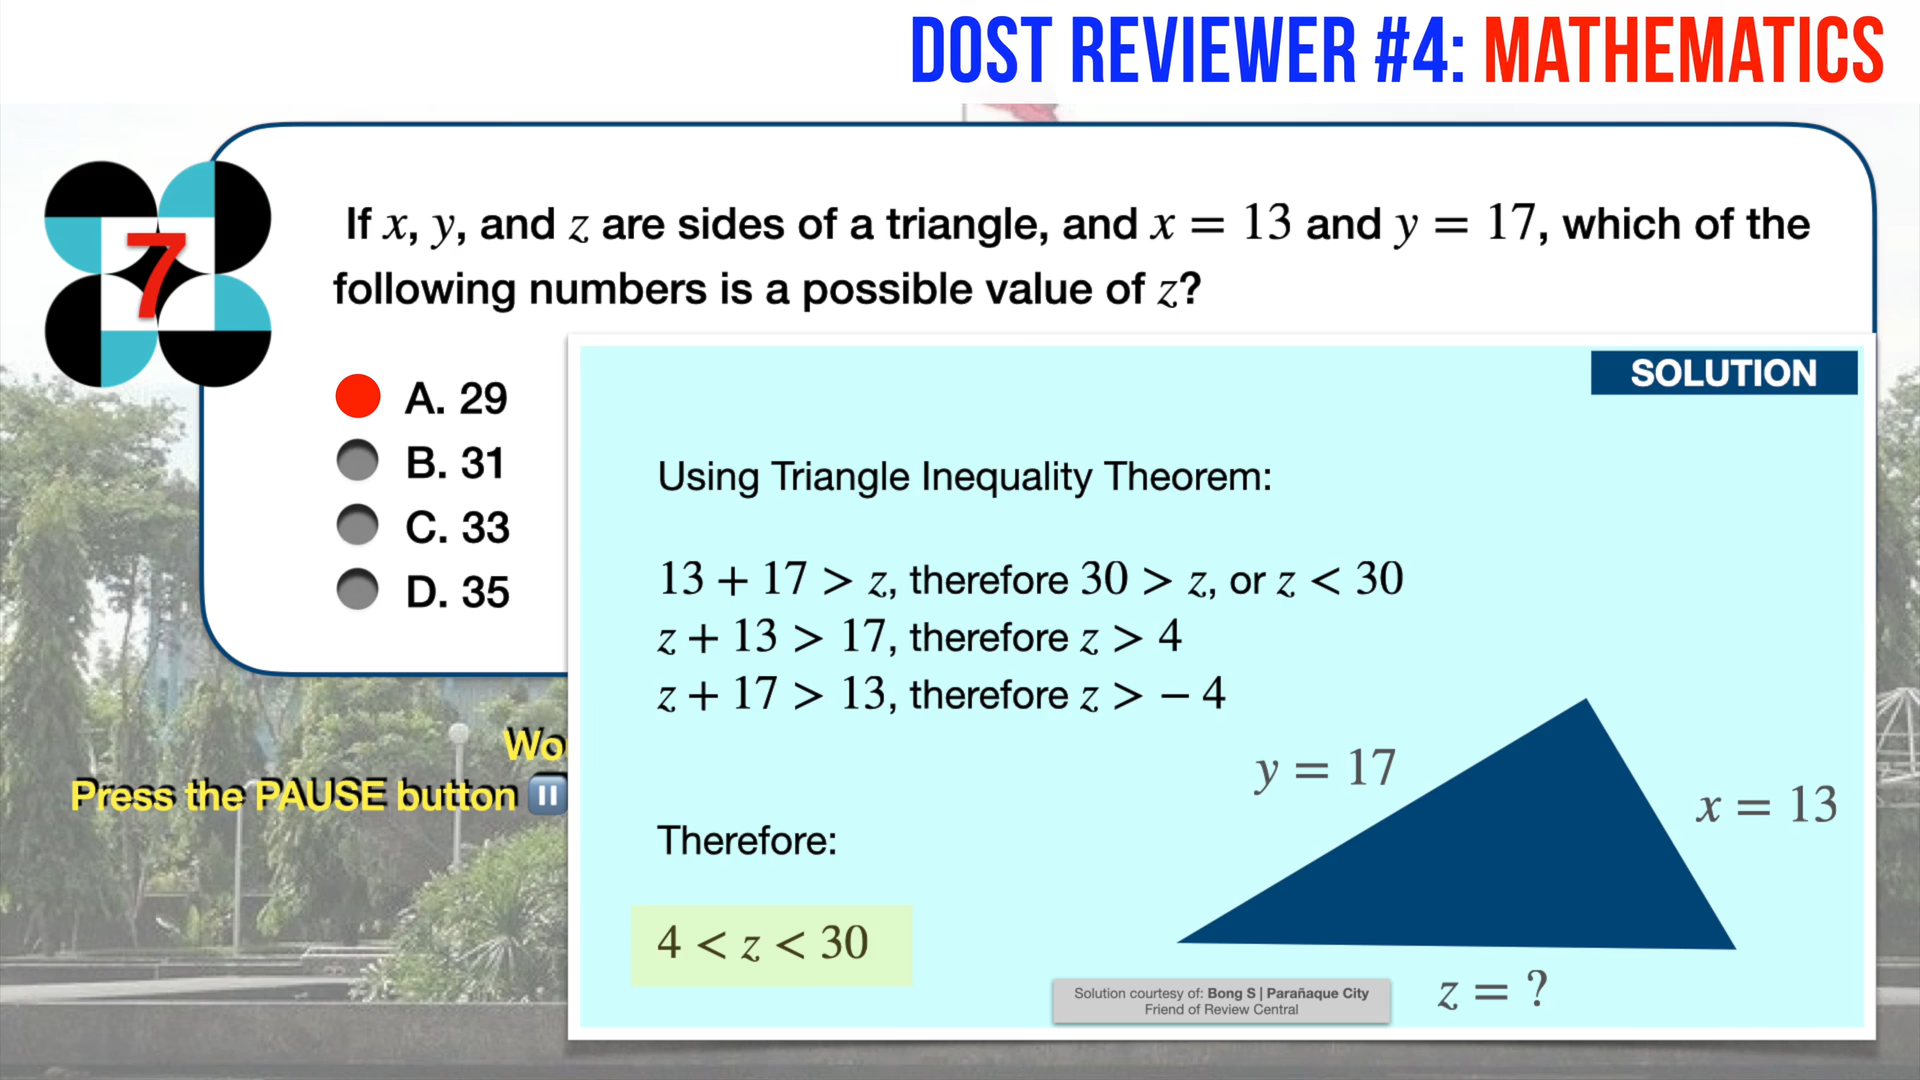 DOST REVIEWER #4: MATHEMATICS
7
If x, y, and z are sides of a triangle, and x = 13 and y = 17, which of the
following numbers is a possible value of z?
A. 29
B. 31
C. 33
D. 35
SOLUTION
Using Triangle Inequality Theorem:
13 + 17 > z, therefore 30 > z, or z < 30
z + 13 > 17, therefore z > 4
z + 17 > 13, therefore z > − 4
Therefore:
4 < z < 30
y = 17
x = 13
z = ?
Solution courtesy of: Bong S | Parañaque City
Friend of Review Central
Press the PAUSE button